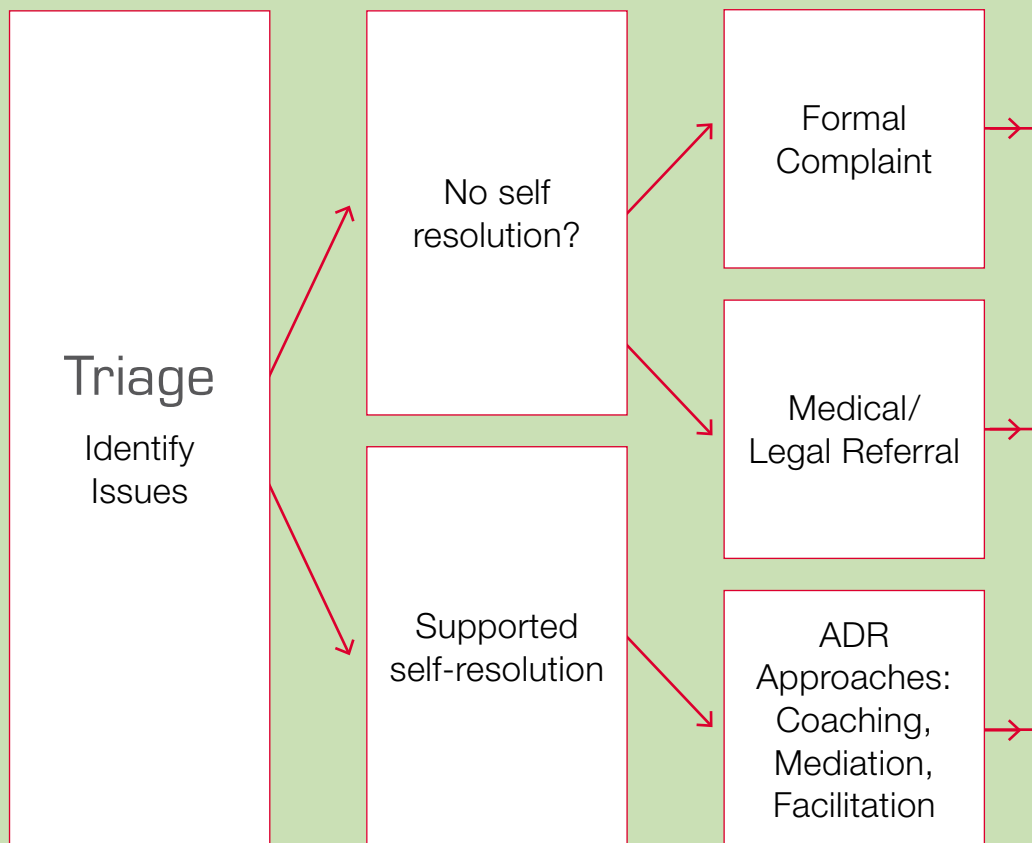 Triage
Identify
Issues
No self
resolution?
Supported
self-resolution
Formal
Complaint
Medical/
Legal Referral
ADR
Approaches:
Coaching,
Mediation,
Facilitation